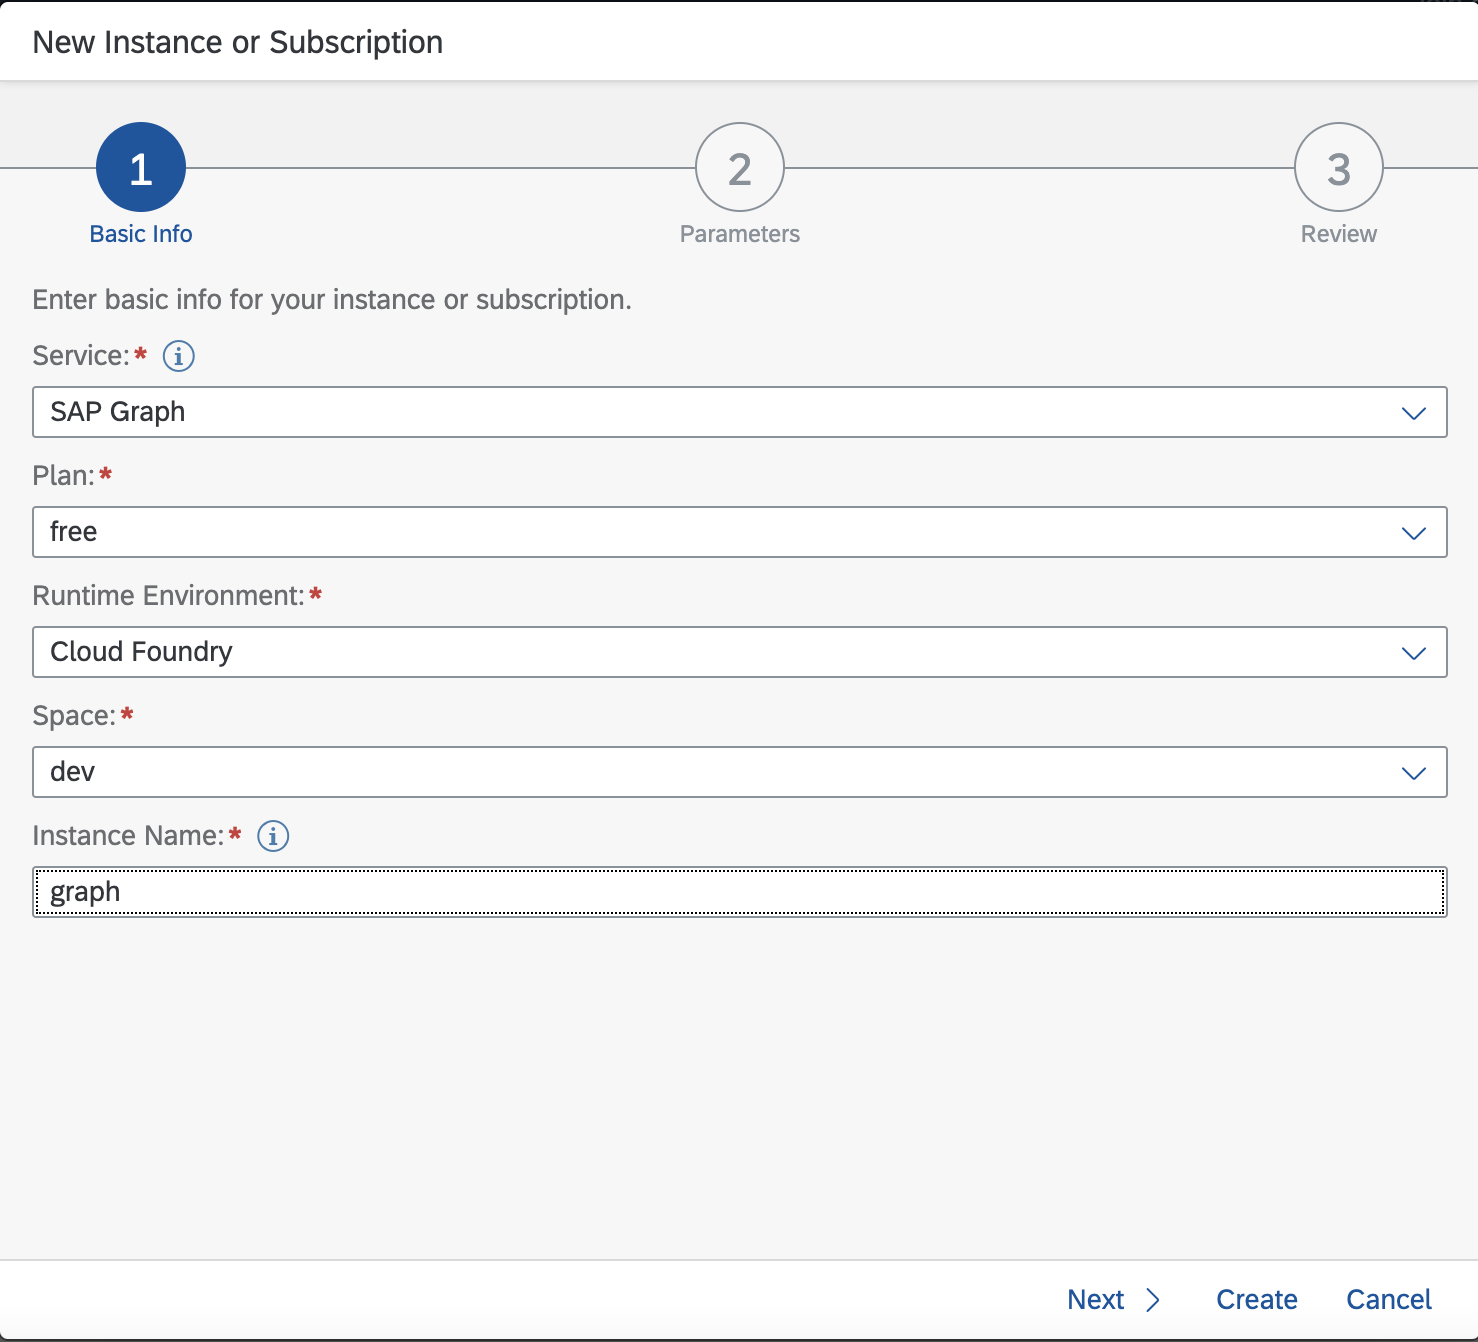 New Instance or Subscription
1
2
3
Basic Info
Parameters
Review
Enter basic info for your instance or subscription.
Service:*
SAP Graph
Plan:*
free
Runtime Environment:*
Cloud Foundry
Space:*
dev
Instance Name:*
graph
Next
Create
Cancel